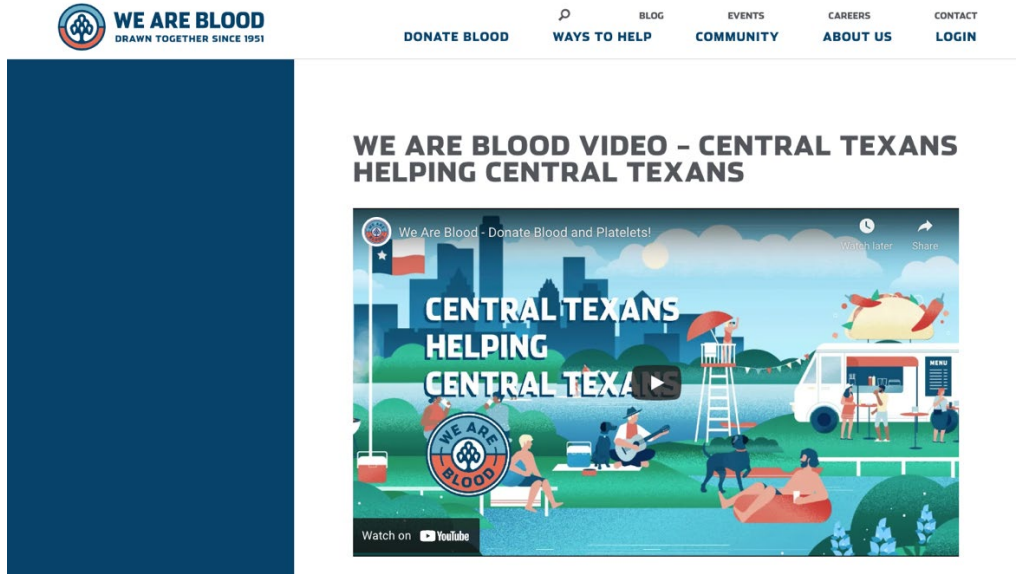 WE ARE BLOOD
DRAWN TOGETHER SINCE 1951
BLOG EVENTS CAREERS CONTACT
DONATE BLOOD WAYS TO HELP COMMUNITY ABOUT US LOGIN
WE ARE BLOOD VIDEO – CENTRAL TEXANS
HELPING CENTRAL TEXANS
We Are Blood - Donate Blood and Platelets!
Watch later Share
CENTRAL TEXANS
HELPING
CENTRAL TEXANS
MENU
WE ARE
BLOOD
Watch on YouTube